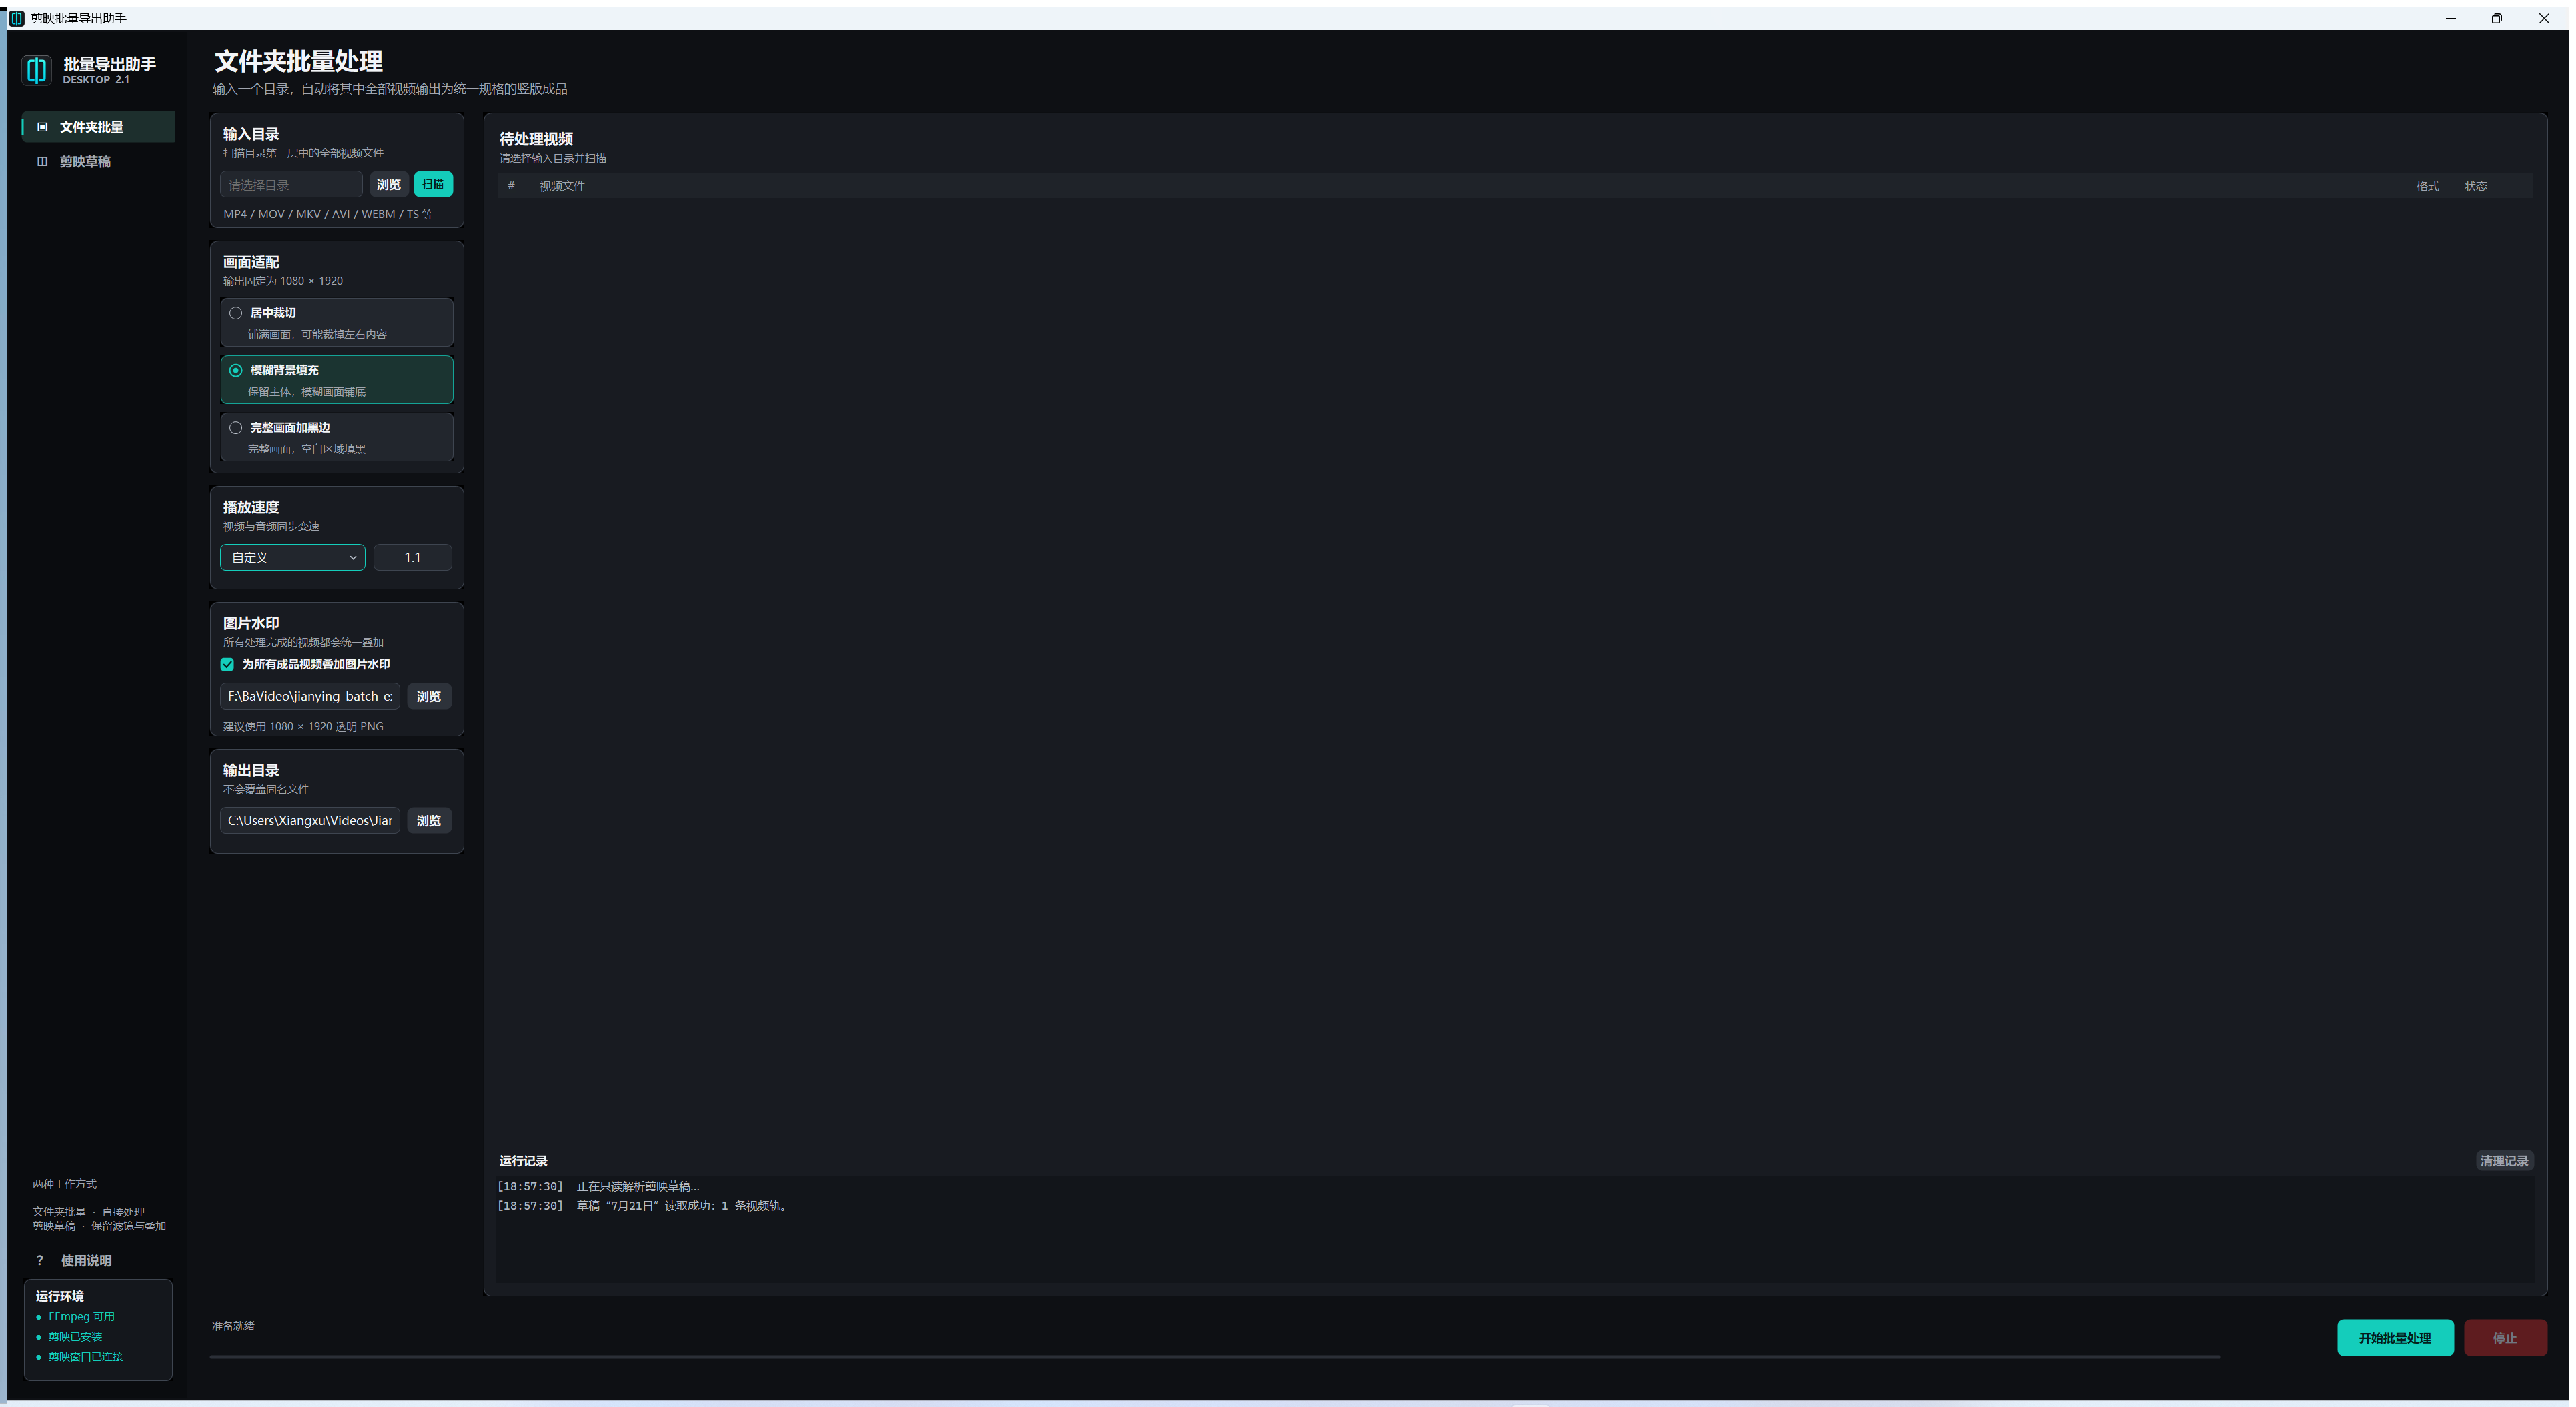 剪映批量导出助手
批量导出助手
DESKTOP 2.1
文件夹批量
剪映草稿
文件夹批量处理
输入一个目录，自动将其中全部视频输出为统一规格的竖版成品
输入目录
扫描目录第一层中的全部视频文件
请选择目录 浏览 扫描
MP4 / MOV / MKV / AVI / WEBM / TS 等
画面适配
输出固定为 1080 × 1920
居中裁切
铺满画面，可能裁掉左右内容
模糊背景填充
保留主体，模糊画面铺底
完整画面加黑边
完整画面，空白区域填黑
播放速度
视频与音频同步变速
自定义 1.1
图片水印
所有处理完成的视频都会统一叠加
为所有成品视频叠加图片水印
F:\BaVideo\jianying-batch-e: 浏览
建议使用 1080 × 1920 透明 PNG
输出目录
不会覆盖同名文件
C:\Users\Xiangxu\Videos\Jiar 浏览
待处理视频
请选择输入目录并扫描
# 视频文件 格式 状态
运行记录 清理记录
[18:57:30] 正在只读解析剪映草稿...
[18:57:30] 草稿“7月21日”读取成功：1 条视频轨。
两种工作方式
文件夹批量 · 直接处理
剪映草稿 · 保留滤镜与叠加
? 使用说明
运行环境
FFmpeg 可用
剪映已安装
剪映窗口已连接
准备就绪
开始批量处理 停止